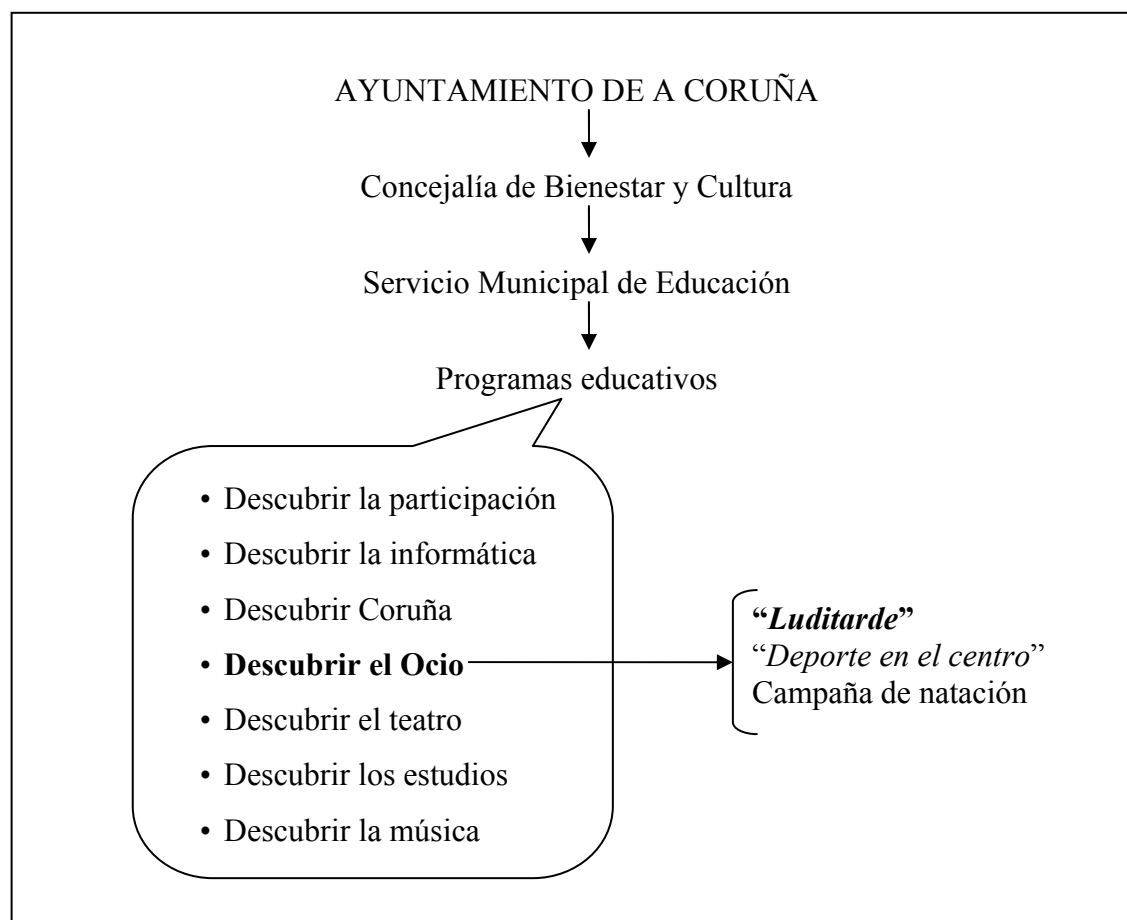 AYUNTAMIENTO DE A CORUÑA
Concejalía de Bienestar y Cultura
Servicio Municipal de Educación
Programas educativos
• Descubrir la participación
• Descubrir la informática
• Descubrir Coruña
• Descubrir el Ocio
• Descubrir el teatro
• Descubrir los estudios
• Descubrir la música
“Luditarde”
“Deporte en el centro”
Campaña de natación